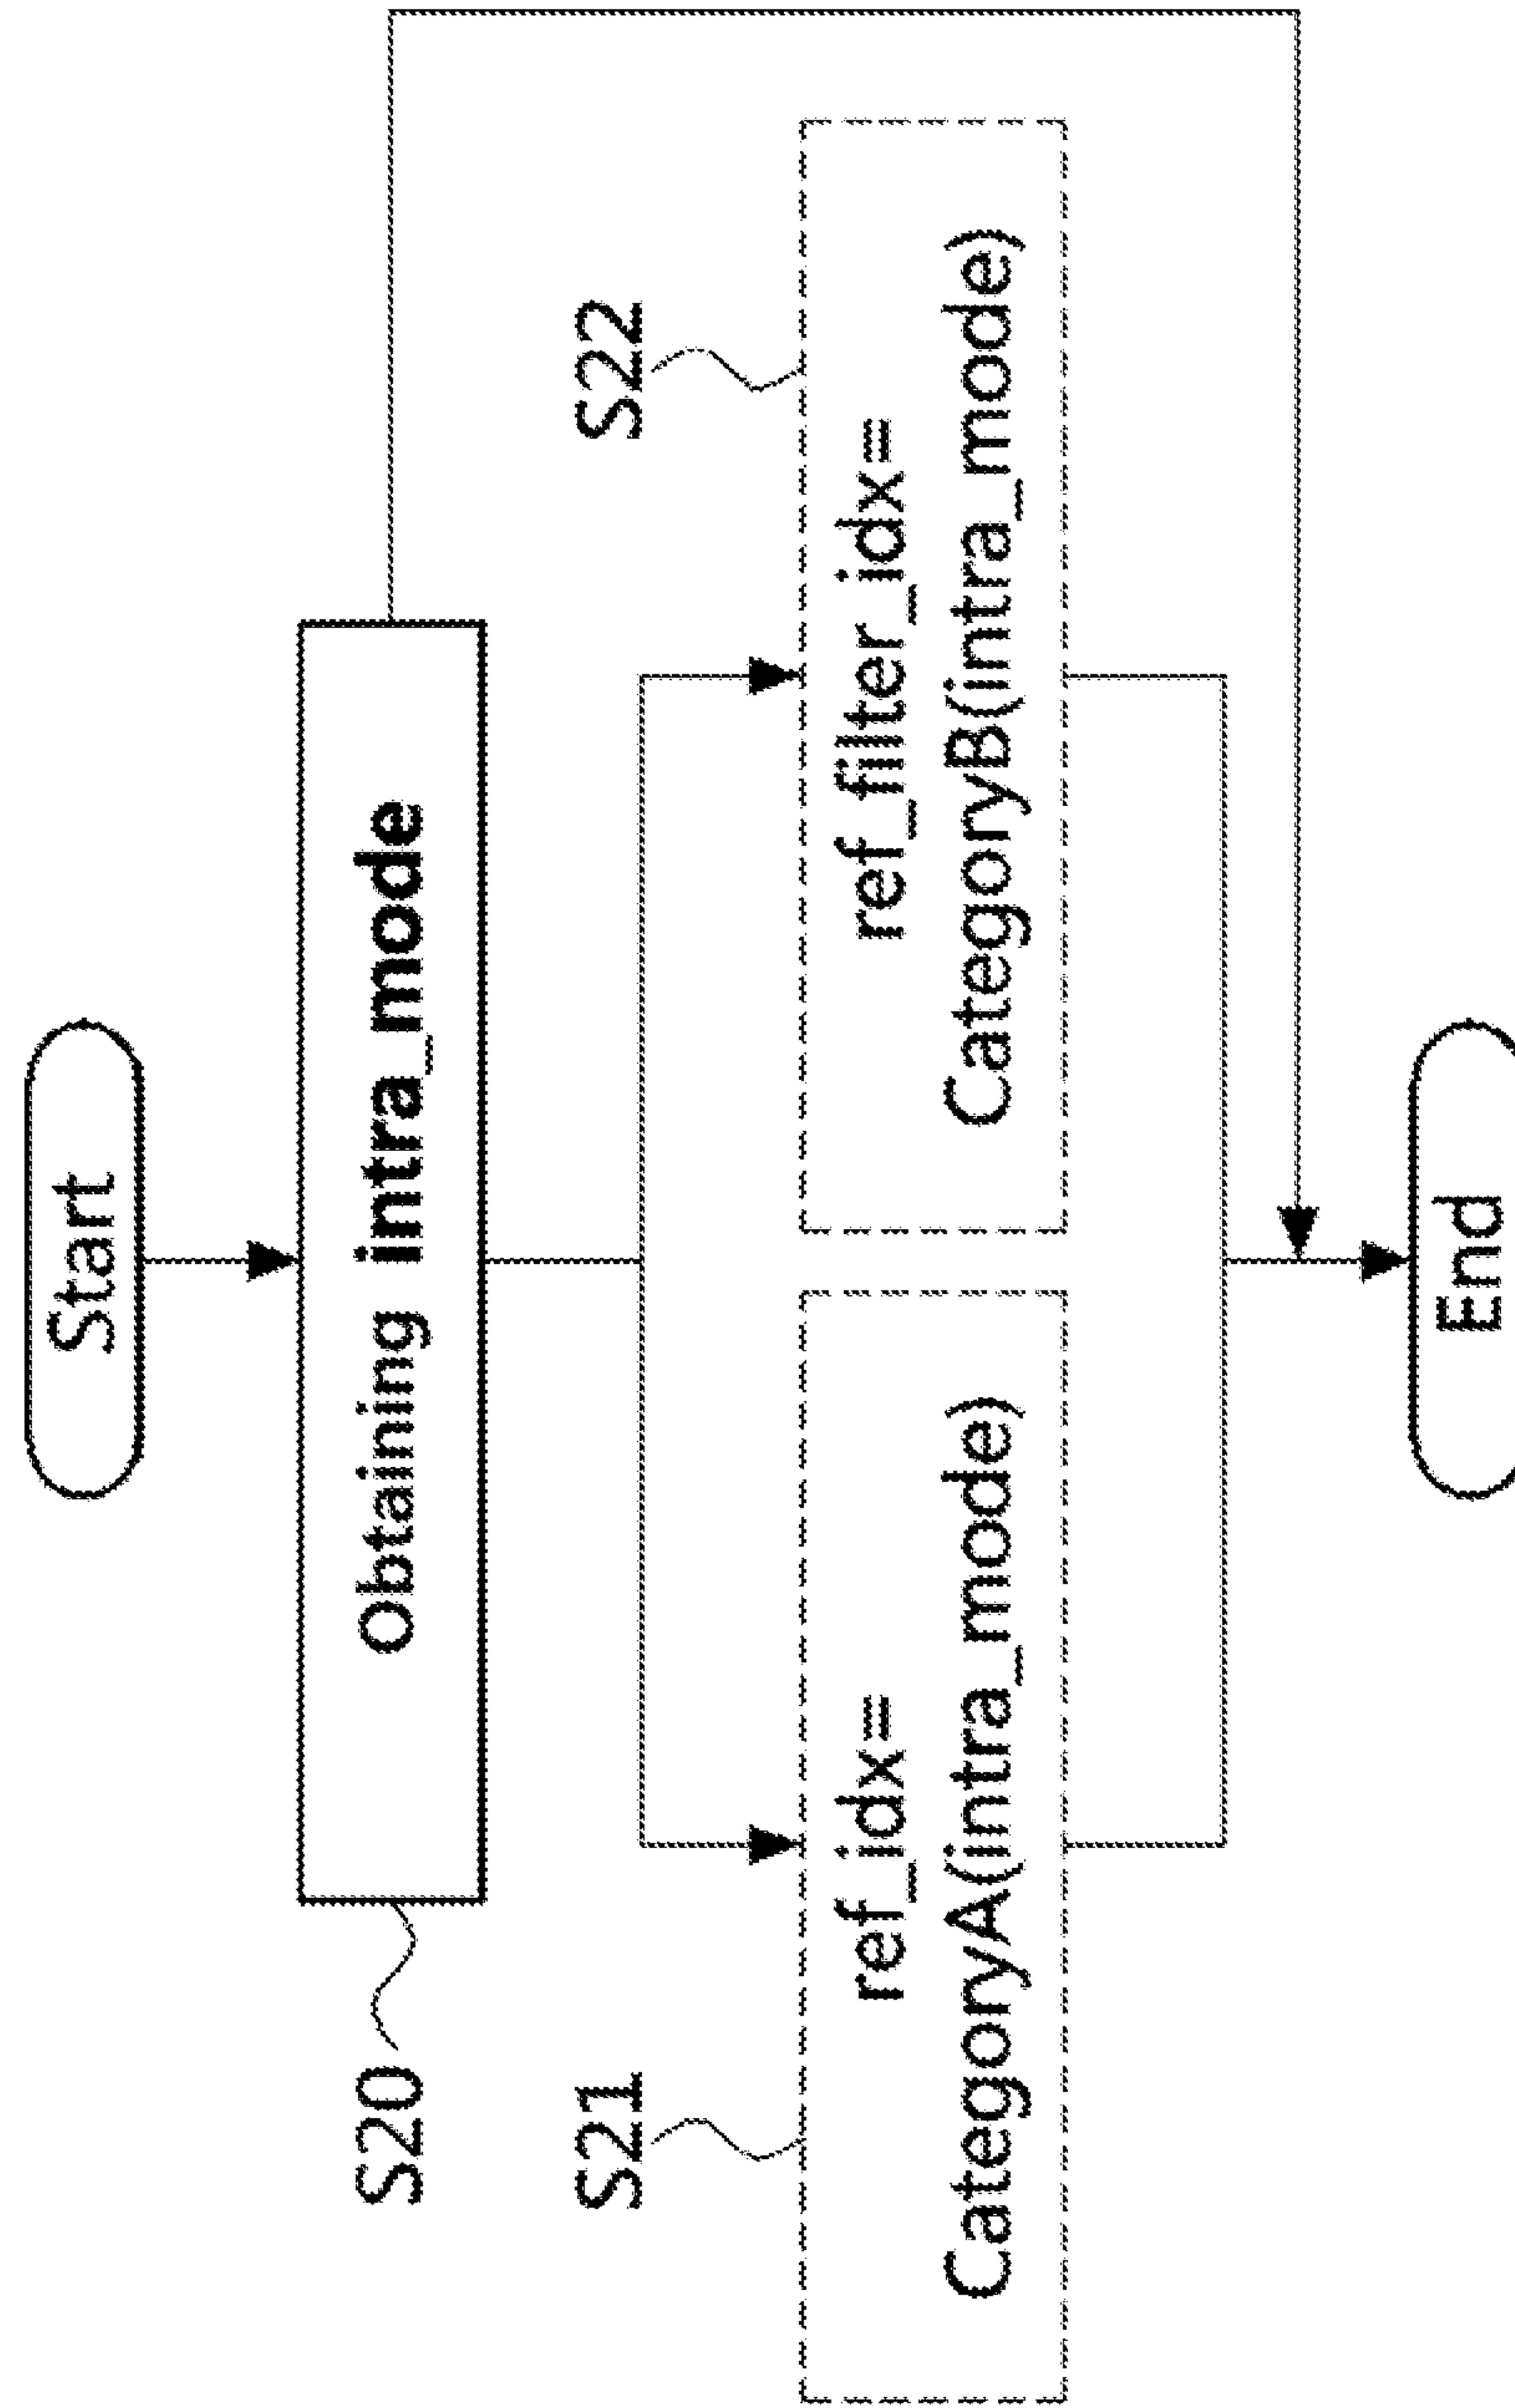 Start
S20
Obtaining intra_mode
S21
S22
ref_idx=
CategoryA(intra_mode)
ref_filter_idx=
CategoryB(intra_mode)
End